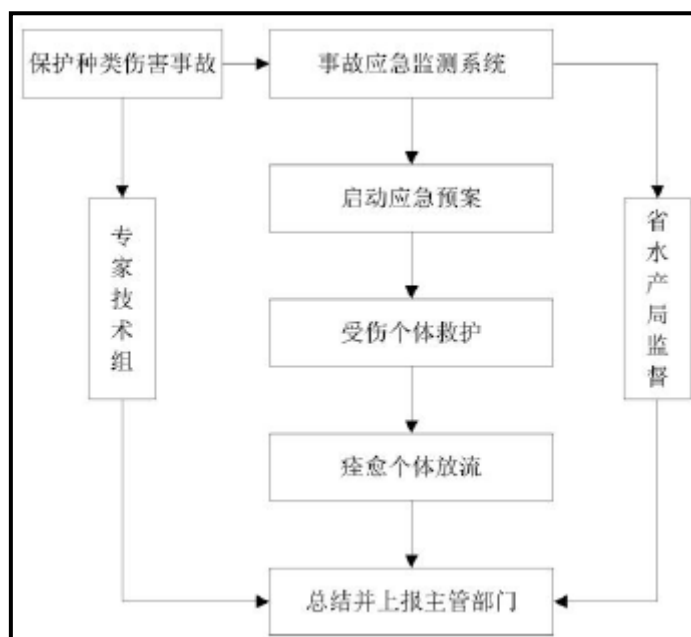 保护种类伤害事故
事故应急监测系统
启动应急预案
专家技术组
省水产局监督
受伤个体救护
痊愈个体放流
总结并上报主管部门